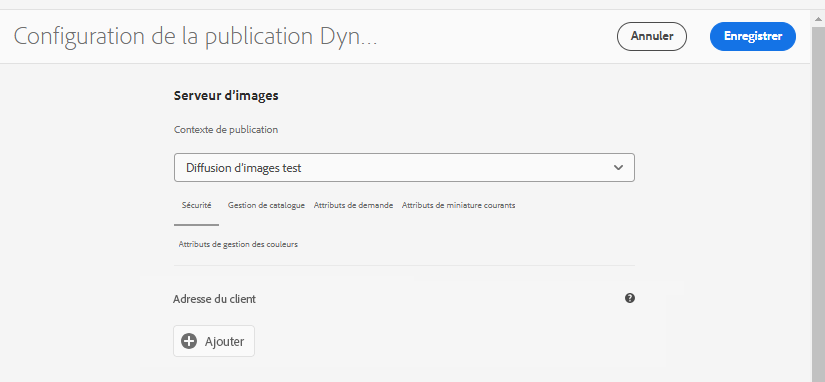 Configuration de la publication Dyn...
Annuler
Enregistrer
Serveur d'images
Contexte de publication
Diffusion d'images test
Sécurité Gestion de catalogue Attributs de demande Attributs de miniature courants
Attributs de gestion des couleurs
Adresse du client
Ajouter